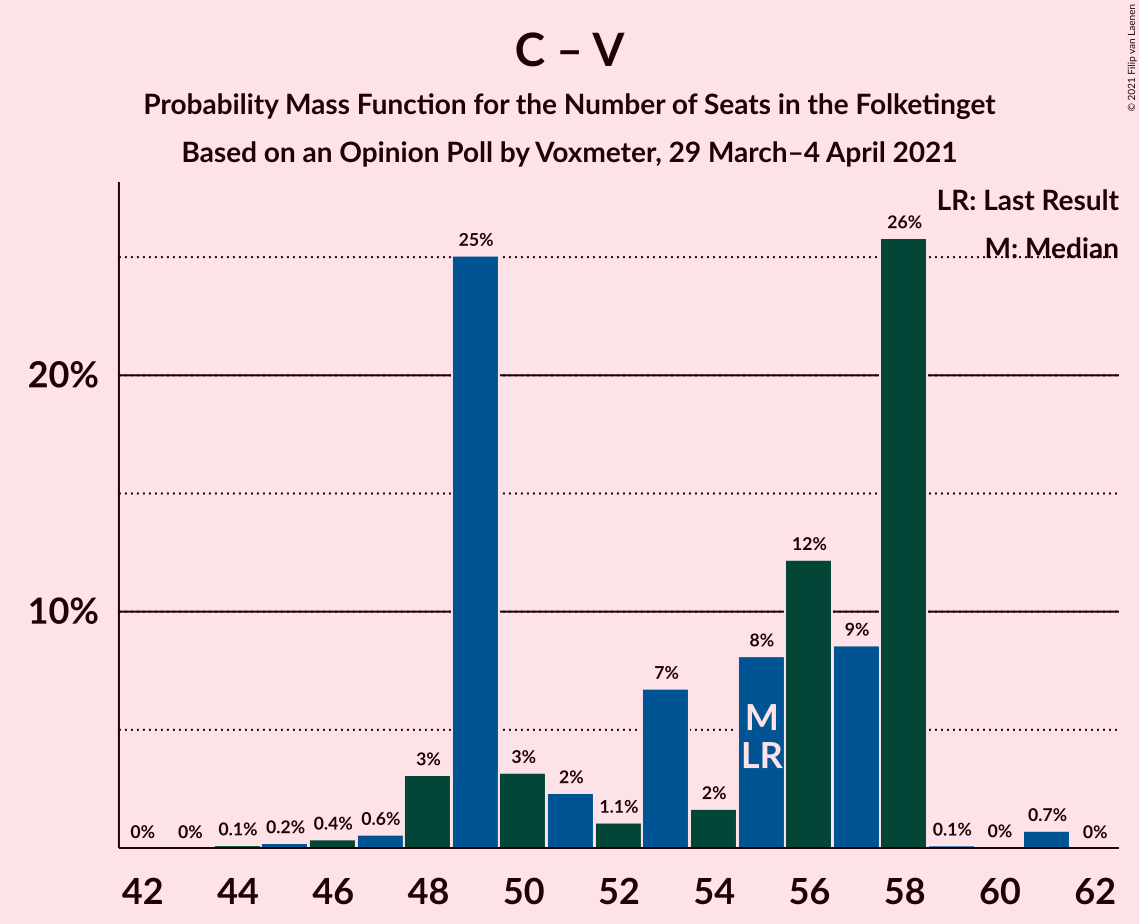 C – V
Probability Mass Function for the Number of Seats in the Folketinget
Based on an Opinion Poll by Voxmeter, 29 March–4 April 2021
© 2021 Filip van Laenen
LR: Last Result
M: Median
20%
10%
0%
0%
0.1%
0.2%
0.4%
0.6%
3%
25%
3%
2%
1.1%
7%
2%
8%
12%
9%
26%
0.1%
0%
0.7%
0%
M
LR
42 44 46 48 50 52 54 56 58 60 62